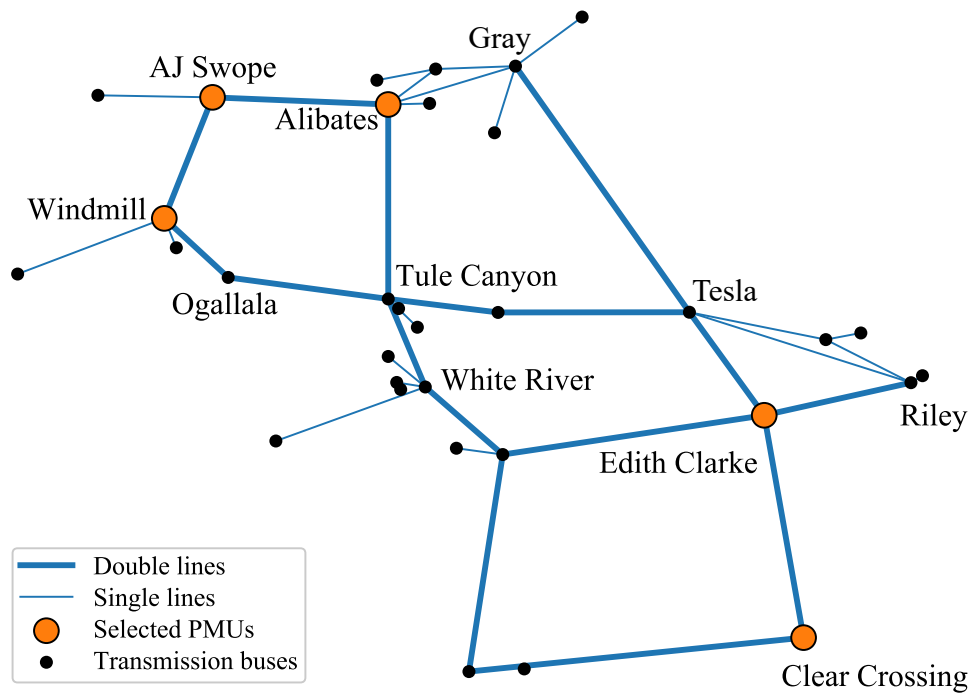 Gray
AJ Swope
Alibates
Windmill
Tule Canyon
Ogallala
Tesla
White River
Riley
Edith Clarke
Double lines
Single lines
Selected PMUs
Transmission buses
Clear Crossing